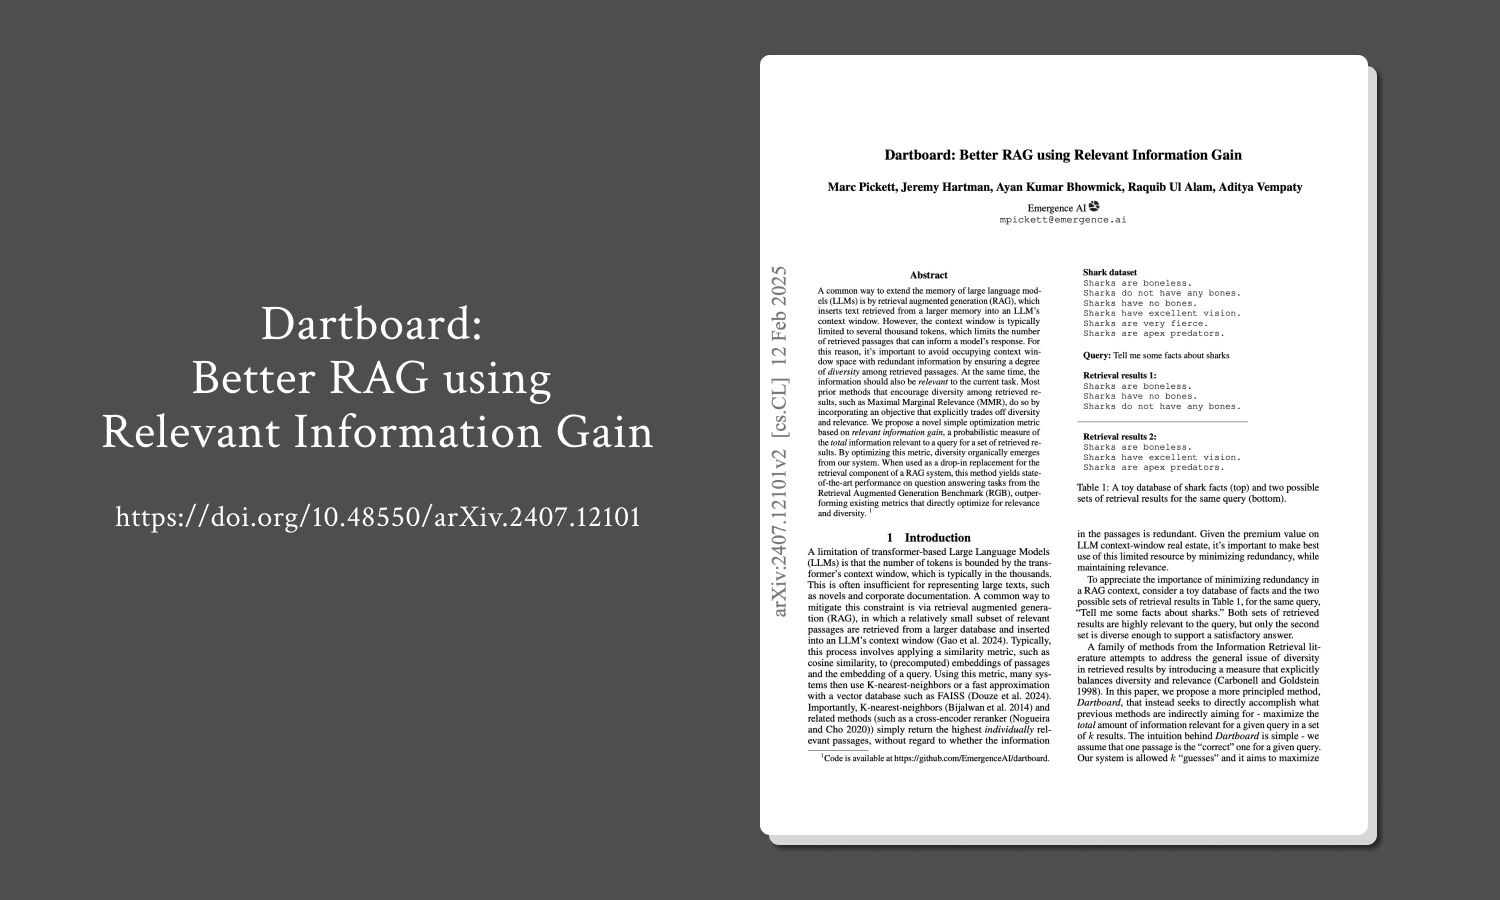 Dartboard:
Better RAG using
Relevant Information Gain
https://doi.org/10.48550/arXiv.2407.12101
arXiv:2407.12101v2 [cs.CL] 12 Feb 2025
Dartboard: Better RAG using Relevant Information Gain
Marc Pickett, Jeremy Hartman, Ayan Kumar Bhowmick, Raquib Ul Alam, Aditya Vempaty
Emergence AI
mpickett@emergence.ai
Abstract
A common way to extend the memory of large language mod-
els (LLMs) is by retrieval augmented generation (RAG), which
inserts text retrieved from a larger memory into an LLM's
context window. However, the context window is typically
limited to several thousand tokens, which limits the number
of retrieved passages that can inform a model's response. For
this reason, it's important to avoid occupying context win-
dow space with redundant information by ensuring a degree
of diversity among retrieved passages. At the same time, the
information should also be relevant to the current task. Most
prior methods that encourage diversity among retrieved re-
sults, such as Maximal Marginal Relevance (MMR), do so by
incorporating an objective that explicitly trades off diversity
and relevance. We propose a novel simple optimization metric
based on relevant information gain, a probabilistic measure of
the total information relevant to a query for a set of retrieved re-
sults. By optimizing this metric, diversity organically emerges
from our system. When used as a drop-in replacement for the
retrieval component of a RAG system, this method yields state-
of-the-art performance on question answering tasks from the
Retrieval Augmented Generation Benchmark (RGB), outper-
forming existing metrics that directly optimize for relevance
and diversity. 1
1 Introduction
A limitation of transformer-based Large Language Models
(LLMs) is that the number of tokens is bounded by the trans-
former's context window, which is typically in the thousands.
This is often insufficient for representing large texts, such
as novels and corporate documentation. A common way to
mitigate this constraint is via retrieval augmented genera-
tion (RAG), in which a relatively small subset of relevant
passages are retrieved from a larger database and inserted
into an LLM's context window (Gao et al. 2024). Typically,
this process involves applying a similarity metric, such as
cosine similarity, to (precomputed) embeddings of passages
and the embedding of a query. Using this metric, many sys-
tems then use K-nearest-neighbors or a fast approximation
with a vector database such as FAISS (Douze et al. 2024).
Importantly, K-nearest-neighbors (Bijalwan et al. 2014) and
related methods (such as a cross-encoder reranker (Nogueira
and Cho 2020)) simply return the highest individually rel-
evant passages, without regard to whether the information
1Code is available at https://github.com/EmergenceAI/dartboard.
Shark dataset
Sharks are boneless.
Sharks do not have any bones.
Sharks have no bones.
Sharks have excellent vision.
Sharks are very fierce.
Sharks are apex predators.
Query: Tell me some facts about sharks
Retrieval results 1:
Sharks are boneless.
Sharks have no bones.
Sharks do not have any bones.
Retrieval results 2:
Sharks are boneless.
Sharks have excellent vision.
Sharks are apex predators.
Table 1: A toy database of shark facts (top) and two possible
sets of retrieval results for the same query (bottom).
in the passages is redundant. Given the premium value on
LLM context-window real estate, it's important to make best
use of this limited resource by minimizing redundancy, while
maintaining relevance.
To appreciate the importance of minimizing redundancy in
a RAG context, consider a toy database of facts and the two
possible sets of retrieval results in Table 1, for the same query,
"Tell me some facts about sharks." Both sets of retrieved
results are highly relevant to the query, but only the second
set is diverse enough to support a satisfactory answer.
A family of methods from the Information Retrieval lit-
erature attempts to address the general issue of diversity
in retrieved results by introducing a measure that explicitly
balances diversity and relevance (Carbonell and Goldstein
1998). In this paper, we propose a more principled method,
Dartboard, that instead seeks to directly accomplish what
previous methods are indirectly aiming for - maximize the
total amount of information relevant for a given query in a set
of k results. The intuition behind Dartboard is simple - we
assume that one passage is the "correct" one for a given query.
Our system is allowed k "guesses" and it aims to maximize